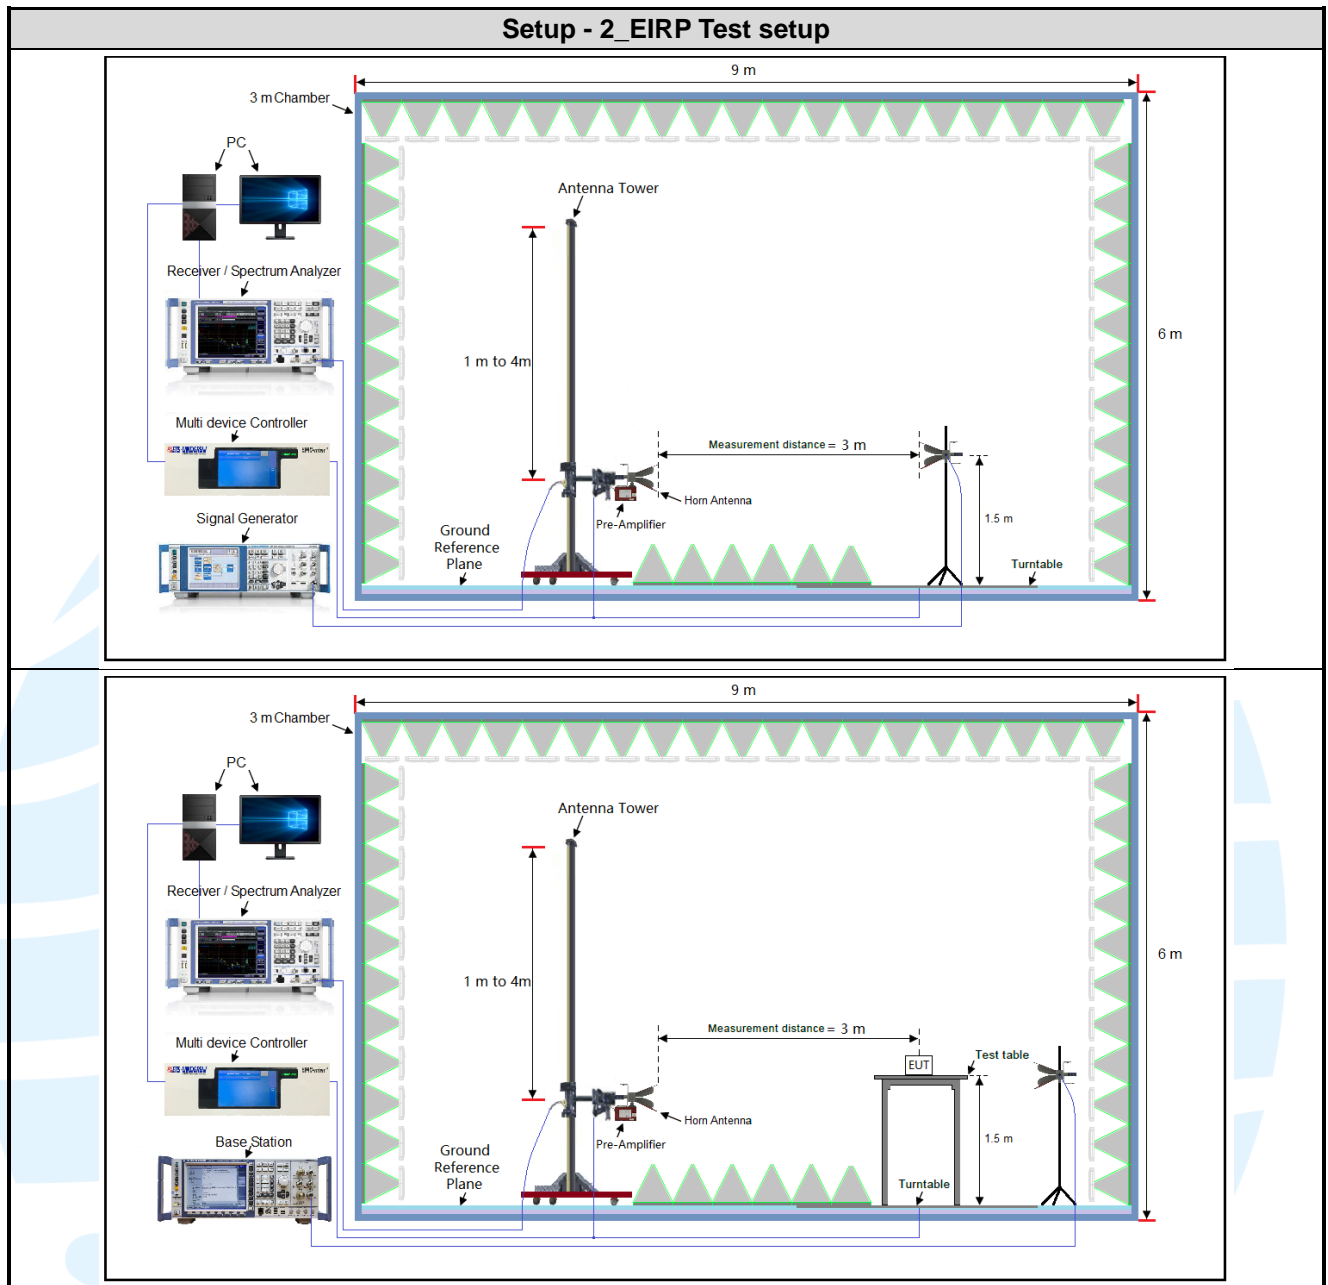 Setup - 2_EIRP Test setup
9 m
3 m Chamber
PC
Antenna Tower
Receiver / Spectrum Analyzer
6 m
1 m to 4m
Multi device Controller
Measurement distance = 3 m
Horn Antenna
Signal Generator
1.5 m
Pre-Amplifier
Ground
Reference
Plane
Turntable
9 m
3 m Chamber
PC
Antenna Tower
Receiver / Spectrum Analyzer
6 m
1 m to 4m
Measurement distance = 3 m
Multi device Controller
Test table
EUT
Horn Antenna
Base Station
1.5 m
Pre-Amplifier
Ground
Reference
Plane
Turntable